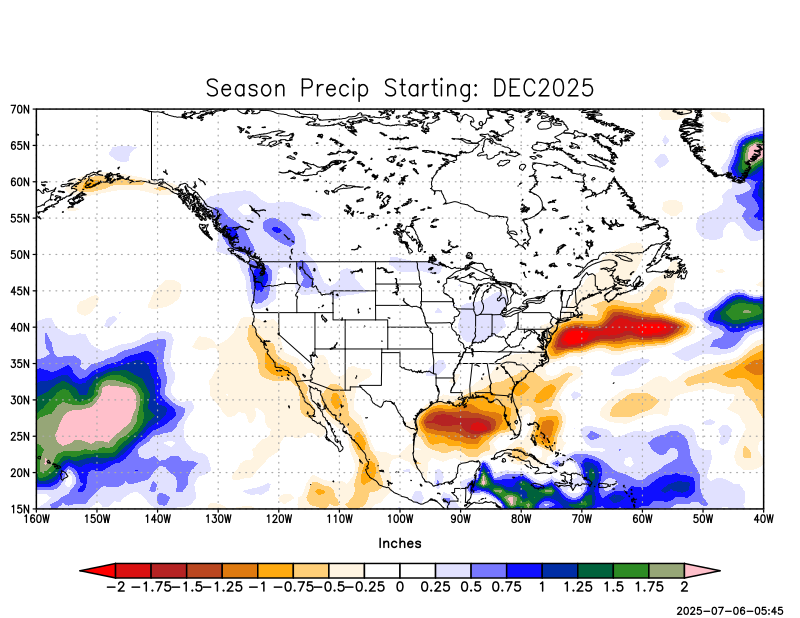 Season Precip Starting: DEC2025
70N
65N
60N
55N
50N
45N
40N
35N
30N
25N
20N
15N
160W 150W 140W 130W 120W 110W 100W 90W 80W 70W 60W 50W 40W
Inches
-2 -1.75 -1.5 -1.25 -1 -0.75 -0.5 -0.25 0 0.25 0.5 0.75 1 1.25 1.5 1.75 2
2025-07-06-05:45